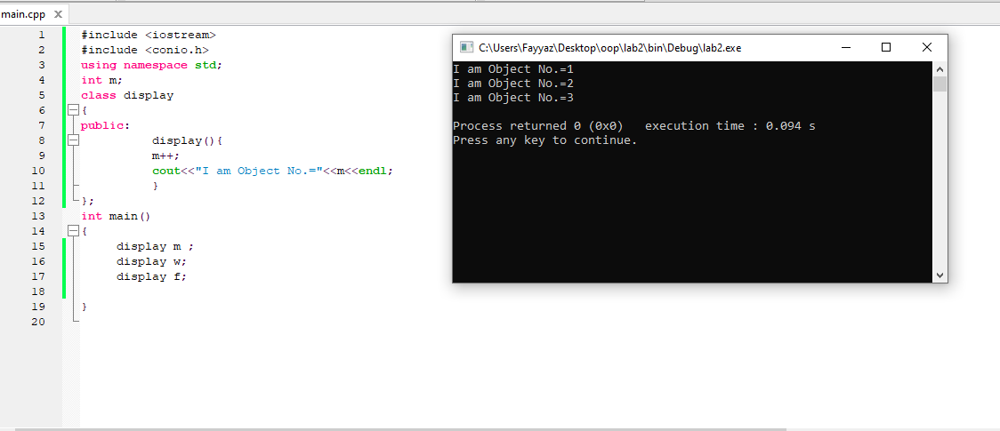 main.cpp X
1 #include <iostream>
2 #include <conio.h>
3 using namespace std;
4 int m;
5 class display
6 {
7 public:
8 display(){
9 m++;
10 cout<<"I am Object No.="<<m<<endl;
11 }
12 };
13 int main()
14 {
15 display m ;
16 display w;
17 display f;
18
19 }
20
C:\Users\Fayyaz\Desktop\oop\lab2\bin\Debug\lab2.exe
I am Object No.=1
I am Object No.=2
I am Object No.=3
Process returned 0 (0x0) execution time : 0.094 s
Press any key to continue.